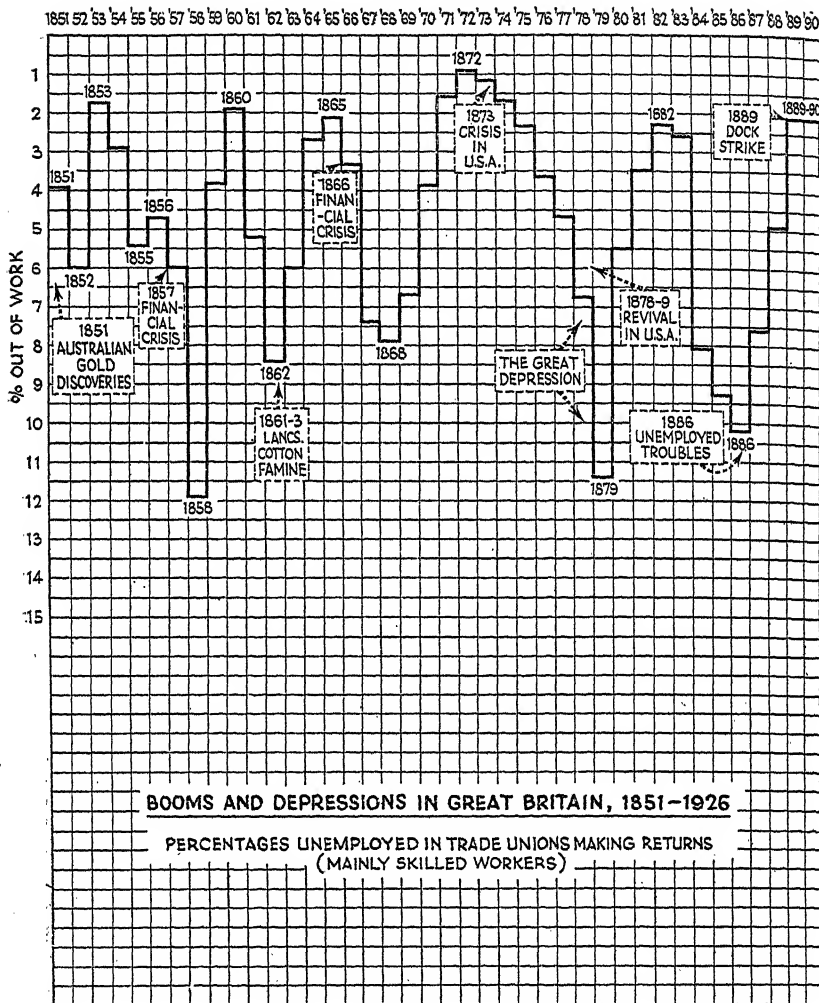 1851 '52 '53 '54 '55 '56 '57 '58 '59 '60 '61 '62 '63 '64 '65 '66 '67 '68 '69 '70 '71 '72 '73 '74 '75 '76 '77 '78 '79 '80 '81 '82 '83 '84 '85 '86 '87 '88 '89 '90
% OUT OF WORK
1
2
3
4
5
6
7
8
9
10
11
12
13
14
15
1851
1852
1853
1855
1856
1858
1860
1862
1865
1868
1872
1879
1882
1886
1889-90
1851
AUSTRALIAN
GOLD
DISCOVERIES
1857
FINAN-
CIAL
CRISIS
1861-3
LANCS.
COTTON
FAMINE
1866
FINAN
-CIAL
CRISIS
1873
CRISIS
IN
U.S.A.
THE GREAT
DEPRESSION
1878-9
REVIVAL
IN U.S.A.
1886
UNEMPLOYED
TROUBLES
1889
DOCK
STRIKE
BOOMS AND DEPRESSIONS IN GREAT BRITAIN, 1851-1926
PERCENTAGES UNEMPLOYED IN TRADE UNIONS MAKING RETURNS
(MAINLY SKILLED WORKERS)